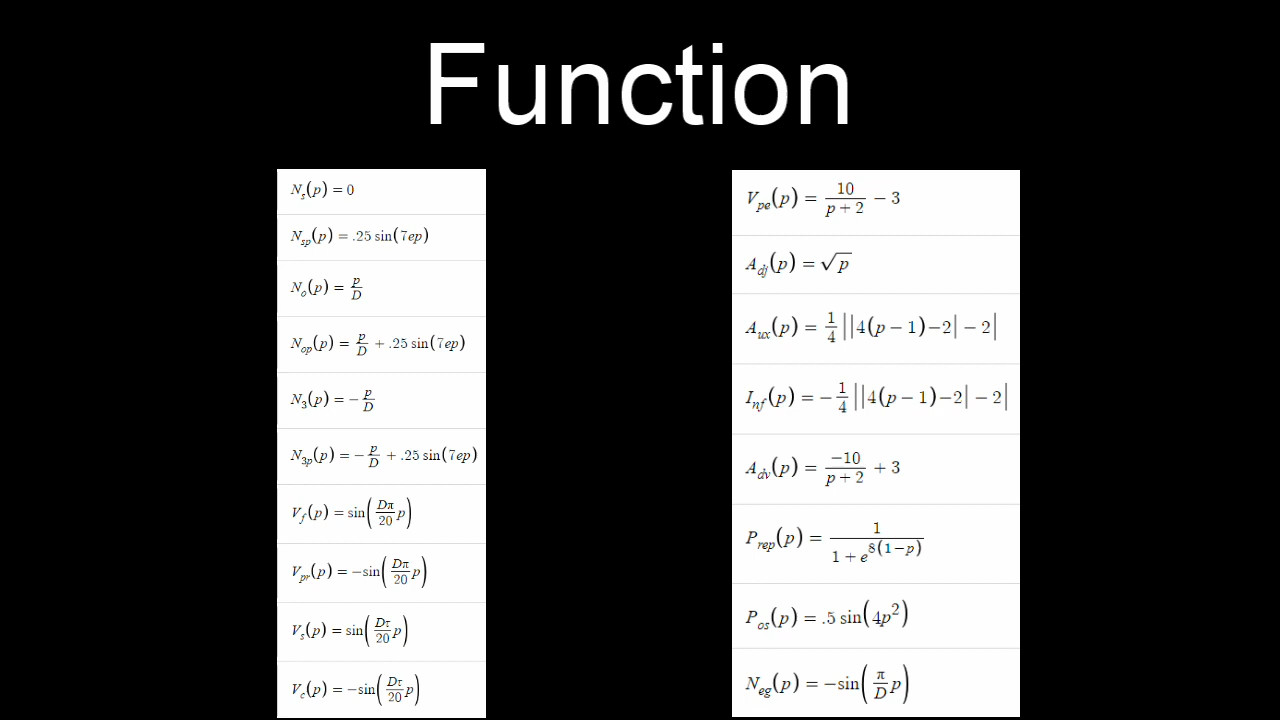 Function
N_s(p) = 0
N_sp(p) = .25 sin(7ep)
N_o(p) = p/D
N_op(p) = p/D + .25 sin(7ep)
N_3(p) = −p/D
N_3p(p) = −p/D + .25 sin(7ep)
V_f(p) = sin(Dπ/20 p)
V_pr(p) = −sin(Dπ/20 p)
V_s(p) = sin(Dτ/20 p)
V_c(p) = −sin(Dτ/20 p)
V_pe(p) = 10/(p + 2) − 3
A_dj(p) = √p
A_ux(p) = 1/4 ||4(p − 1)−2| − 2|
I_nf(p) = −1/4 ||4(p − 1)−2| − 2|
A_dv(p) = −10/(p + 2) + 3
P_rep(p) = 1/(1 + e^8(1−p))
P_os(p) = .5 sin(4p²)
N_eg(p) = −sin(π/D p)